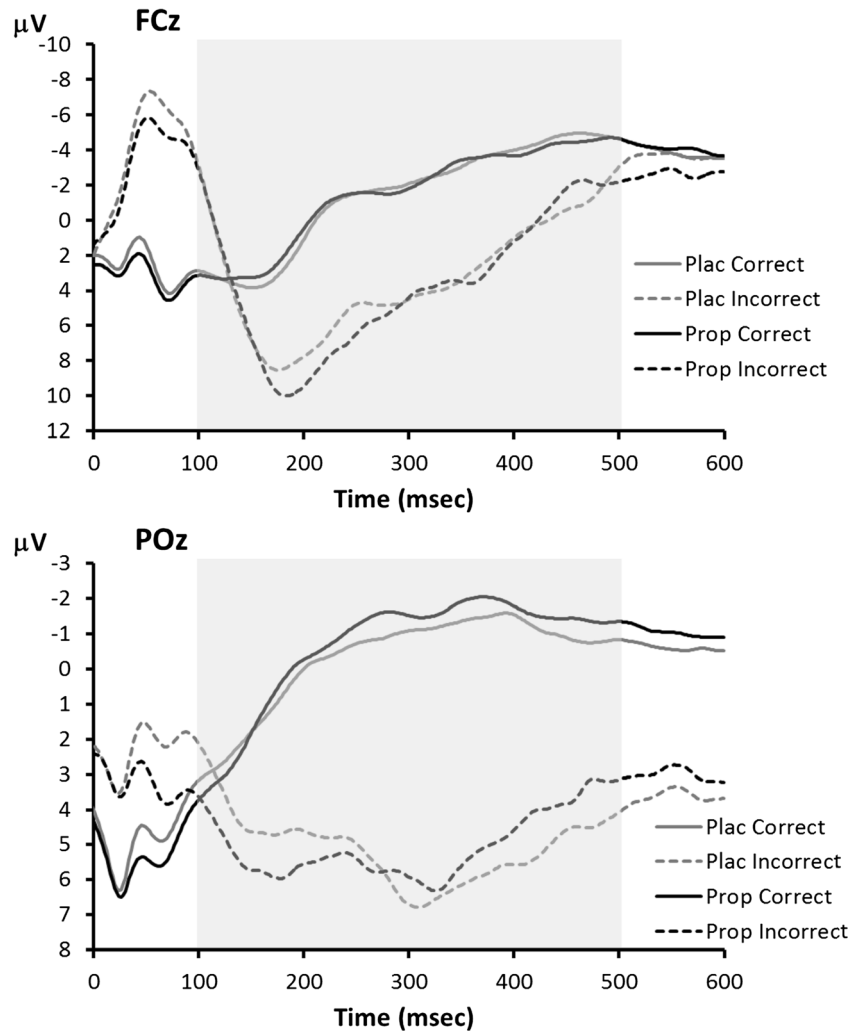 μV FCz
-10
-8
-6
-4
-2
0
2
4
6
8
10
12
Plac Correct
Plac Incorrect
Prop Correct
Prop Incorrect
0 100 200 300 400 500 600
Time (msec)
μV POz
-3
-2
-1
0
1
2
3
4
5
6
7
8
Plac Correct
Plac Incorrect
Prop Correct
Prop Incorrect
0 100 200 300 400 500 600
Time (msec)